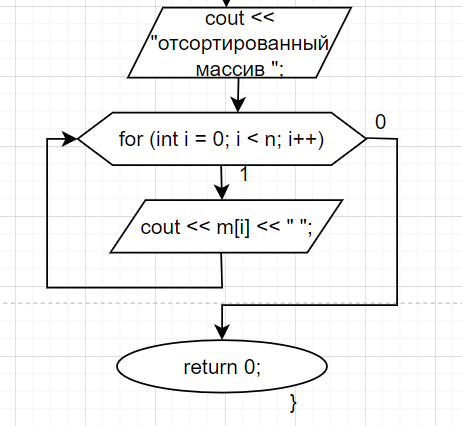 cout <<
"отсортированный
массив ";
for (int i = 0; i < n; i++)
0
1
cout << m[i] << " ";
return 0;
}